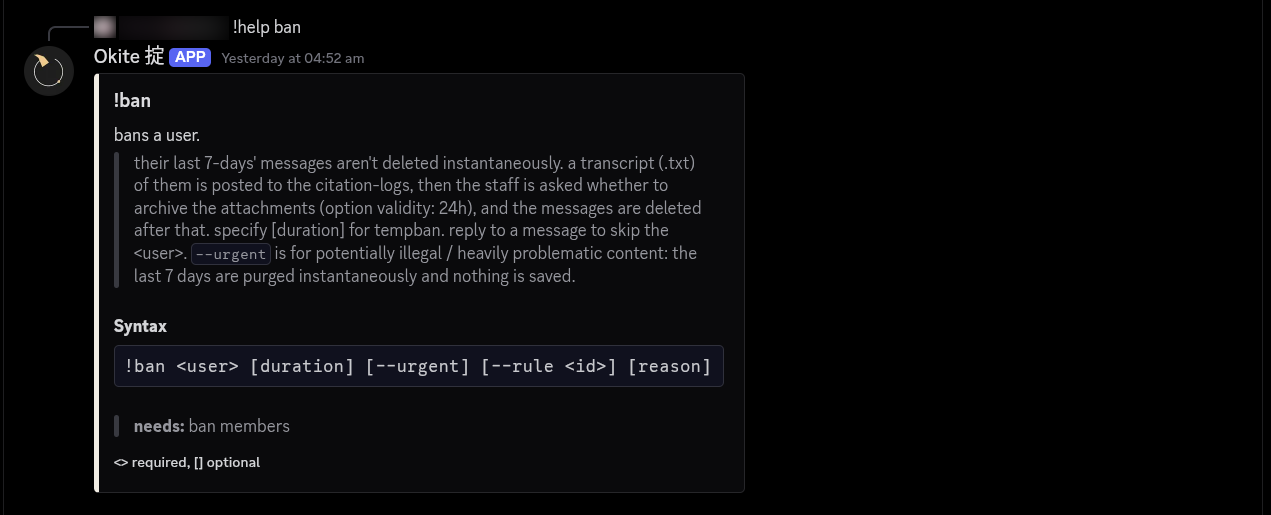 !help ban
Okite 掟 APP Yesterday at 04:52 am
!ban
bans a user.
their last 7-days' messages aren't deleted instantaneously. a transcript (.txt)
of them is posted to the citation-logs, then the staff is asked whether to
archive the attachments (option validity: 24h), and the messages are deleted
after that. specify [duration] for tempban. reply to a message to skip the
<user>. --urgent is for potentially illegal / heavily problematic content: the
last 7 days are purged instantaneously and nothing is saved.
Syntax
!ban <user> [duration] [--urgent] [--rule <id>] [reason]
needs: ban members
<> required, [] optional